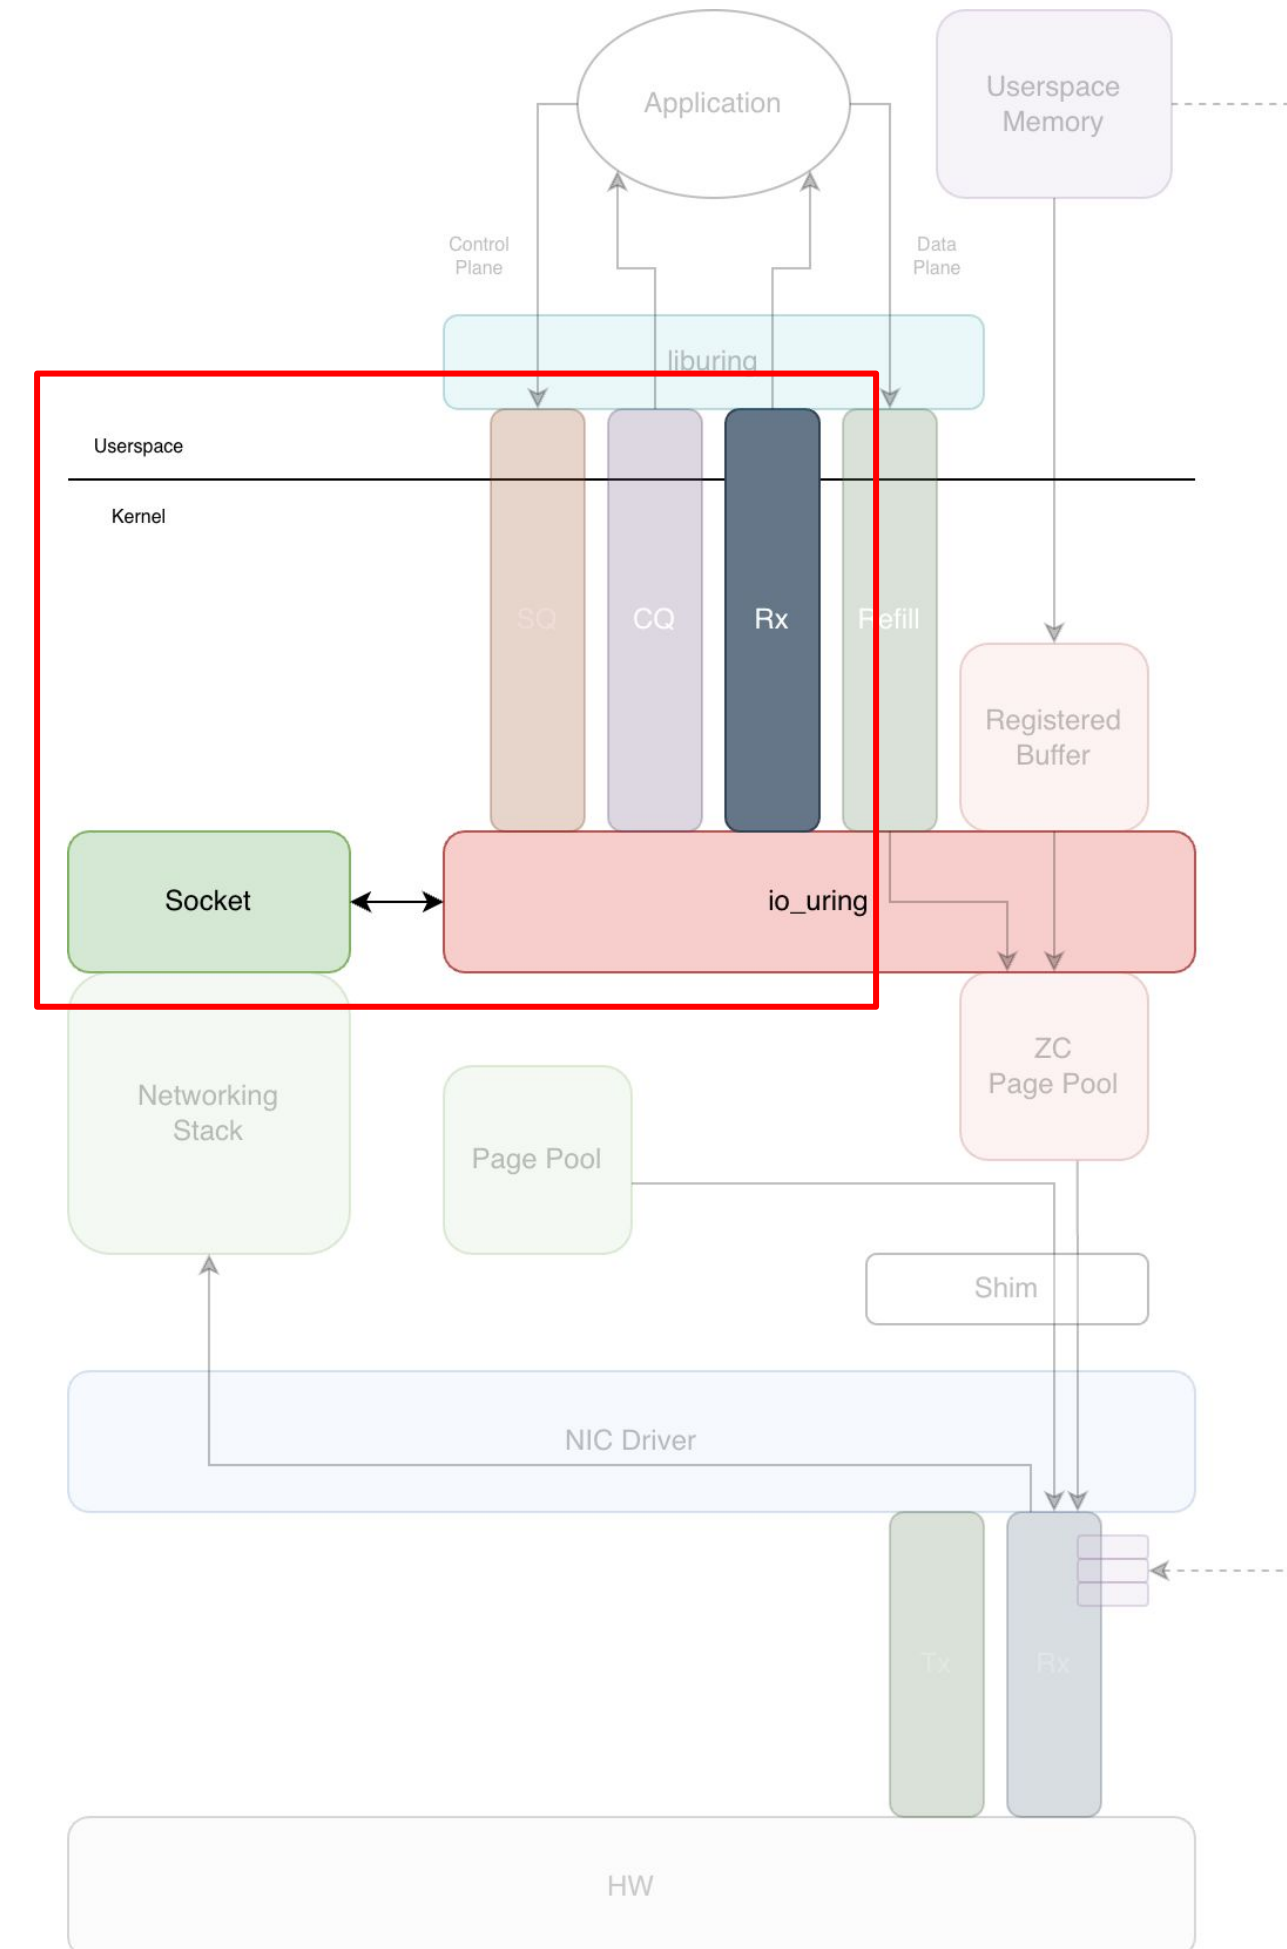 Application
Userspace
Memory
Control
Plane
Data
Plane
liburing
Userspace
Kernel
SQ
CQ
Rx
Refill
Registered
Buffer
Socket
io_uring
ZC
Page Pool
Networking
Stack
Page Pool
Shim
NIC Driver
Tx
Rx
HW